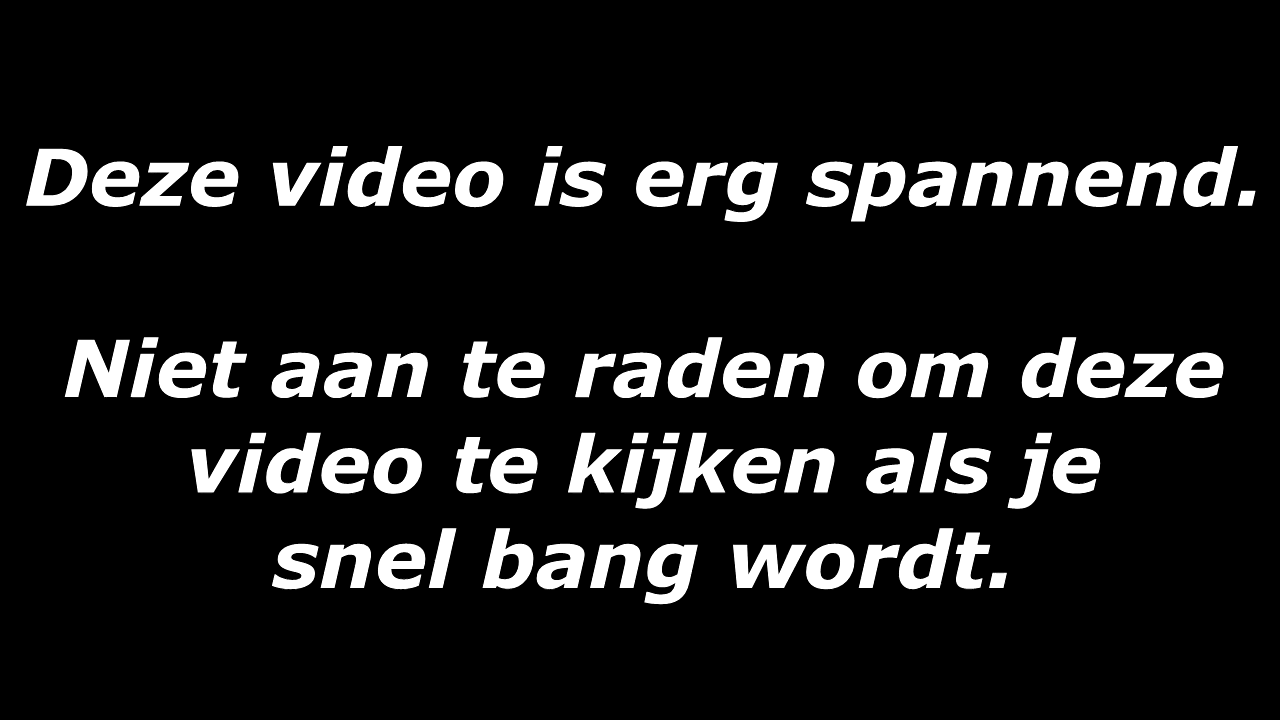 Deze video is erg spannend.
Niet aan te raden om deze
video te kijken als je
snel bang wordt.